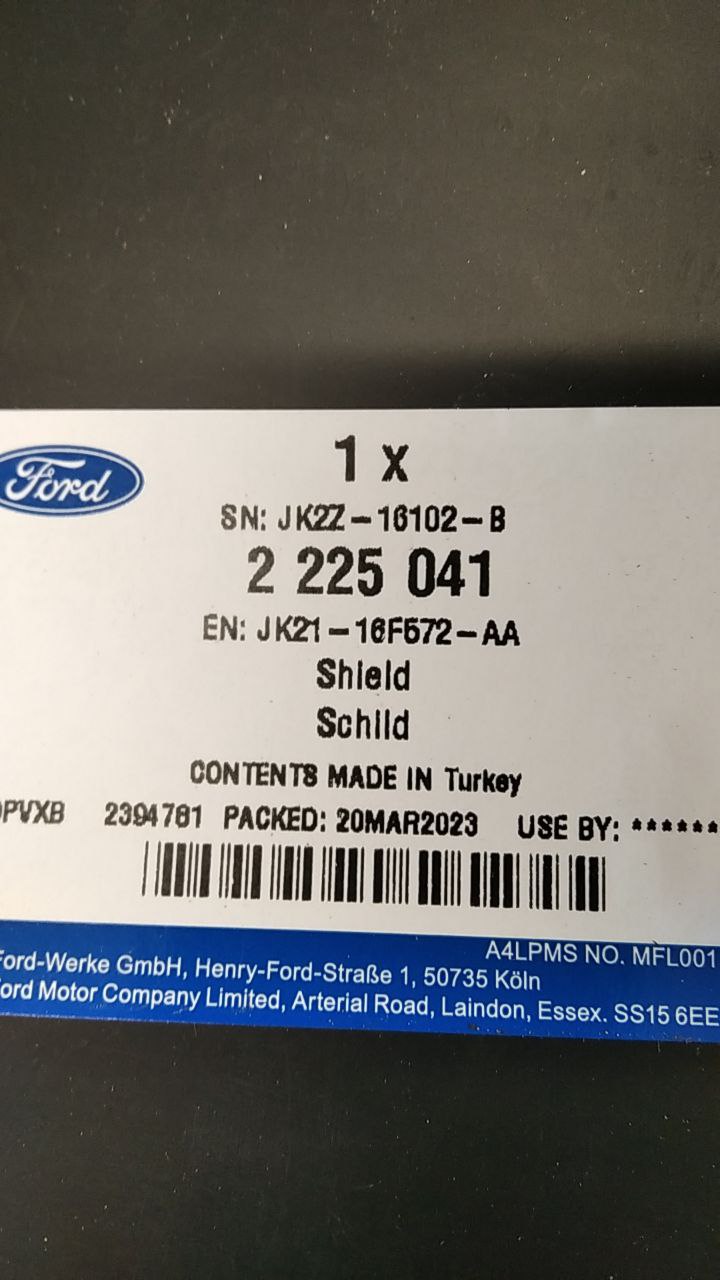 Ford
1 x
SN: JK2Z-16102-B
2 225 041
EN: JK21-16F572-AA
Shield
Schild
CONTENTS MADE IN Turkey
PVXB 2394781 PACKED: 20MAR2023 USE BY: ******
A4LPMS NO. MFL001
Ford-Werke GmbH, Henry-Ford-Straße 1, 50735 Köln
Ford Motor Company Limited, Arterial Road, Laindon, Essex. SS15 6EE